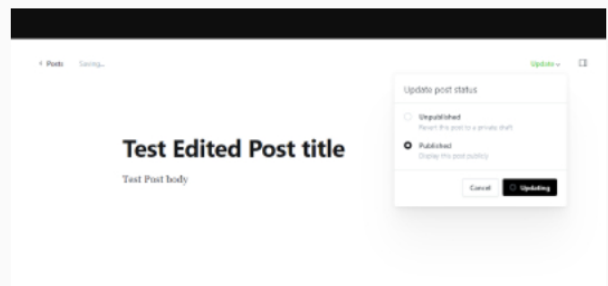 Posts
Saving...
Update
Update post status
Unpublished
Revert this post to a private draft
Published
Display this post publicly
Cancel
Updating
Test Edited Post title
Test Post body